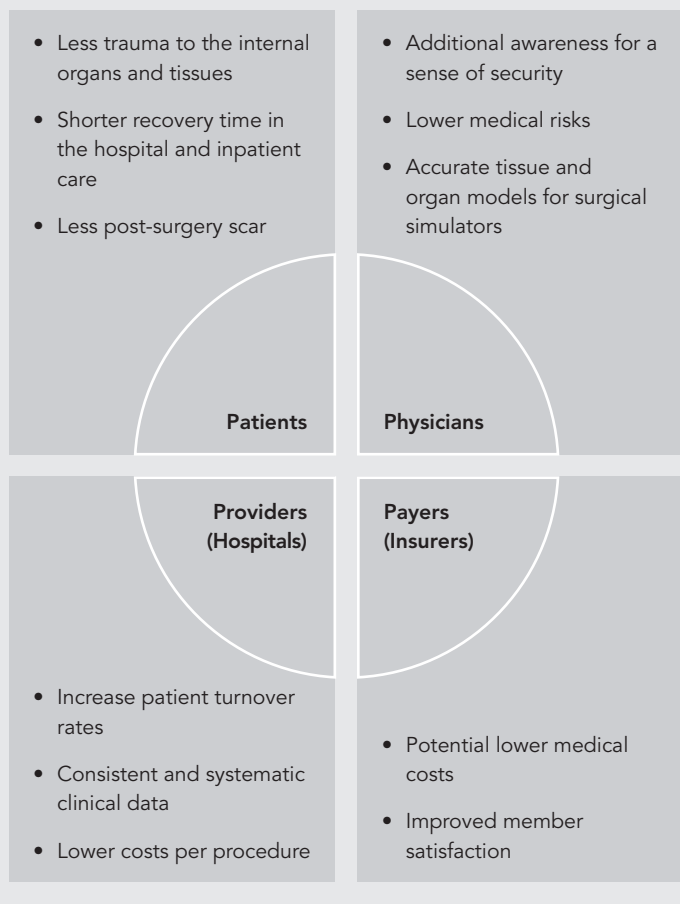 • Less trauma to the internal
organs and tissues
• Shorter recovery time in
the hospital and inpatient
care
• Less post-surgery scar
Patients
• Additional awareness for a
sense of security
• Lower medical risks
• Accurate tissue and
organ models for surgical
simulators
Physicians
Providers
(Hospitals)
• Increase patient turnover
rates
• Consistent and systematic
clinical data
• Lower costs per procedure
Payers
(Insurers)
• Potential lower medical
costs
• Improved member
satisfaction